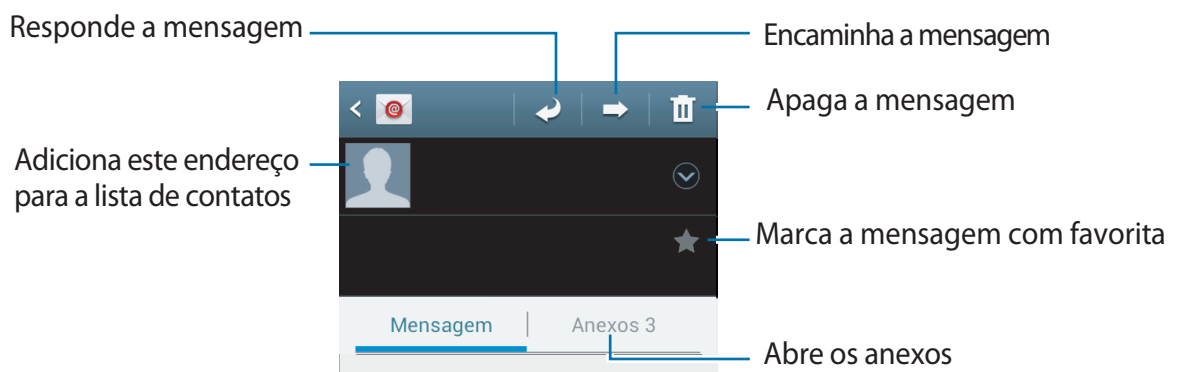 Responde a mensagem
Encaminha a mensagem
Apaga a mensagem
Adiciona este endereço
para a lista de contatos
Marca a mensagem com favorita
Mensagem
Anexos 3
Abre os anexos